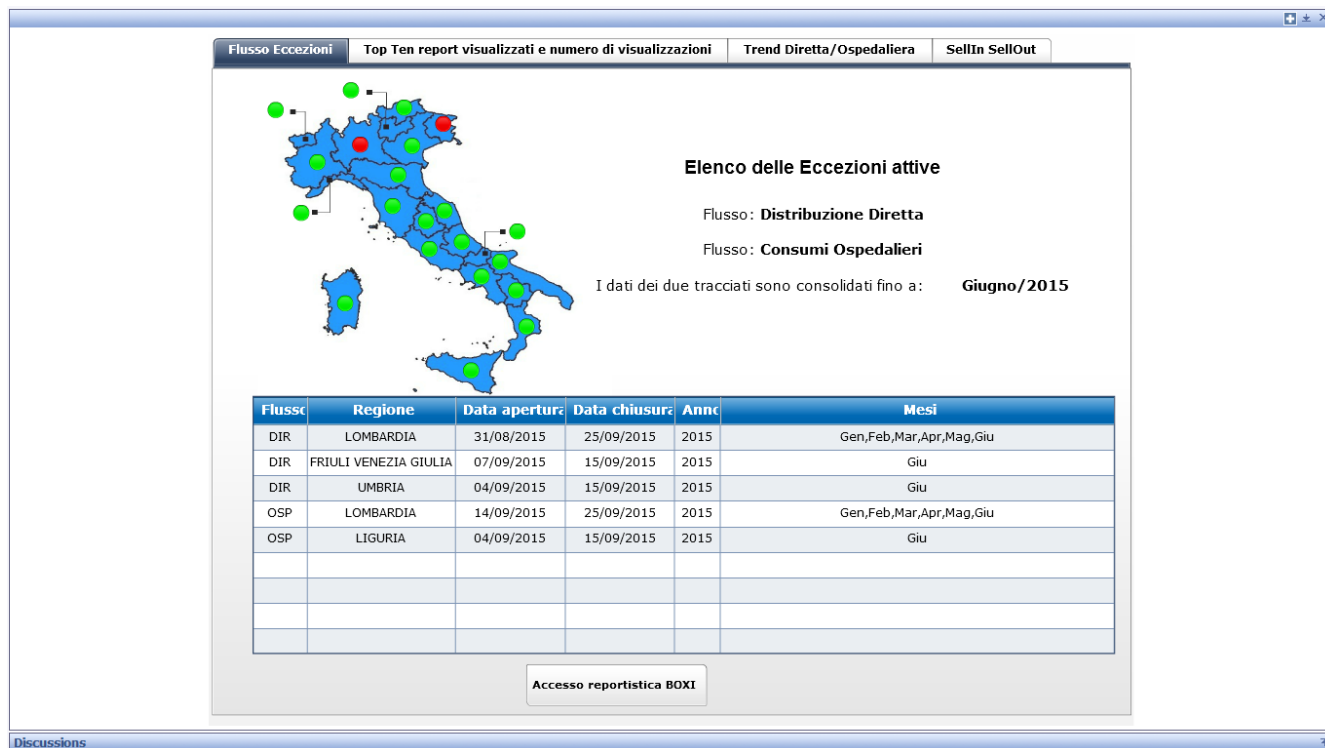 Flusso Eccezioni Top Ten report visualizzati e numero di visualizzazioni Trend Diretta/Ospedaliera SellIn SellOut
Elenco delle Eccezioni attive
Flusso: Distribuzione Diretta
Flusso: Consumi Ospedalieri
I dati dei due tracciati sono consolidati fino a: Giugno/2015
Flusso Regione Data apertura Data chiusura Anno Mesi
DIR LOMBARDIA 31/08/2015 25/09/2015 2015 Gen,Feb,Mar,Apr,Mag,Giu
DIR FRIULI VENEZIA GIULIA 07/09/2015 15/09/2015 2015 Giu
DIR UMBRIA 04/09/2015 15/09/2015 2015 Giu
OSP LOMBARDIA 14/09/2015 25/09/2015 2015 Gen,Feb,Mar,Apr,Mag,Giu
OSP LIGURIA 04/09/2015 15/09/2015 2015 Giu
Accesso reportistica BOXI
Discussions